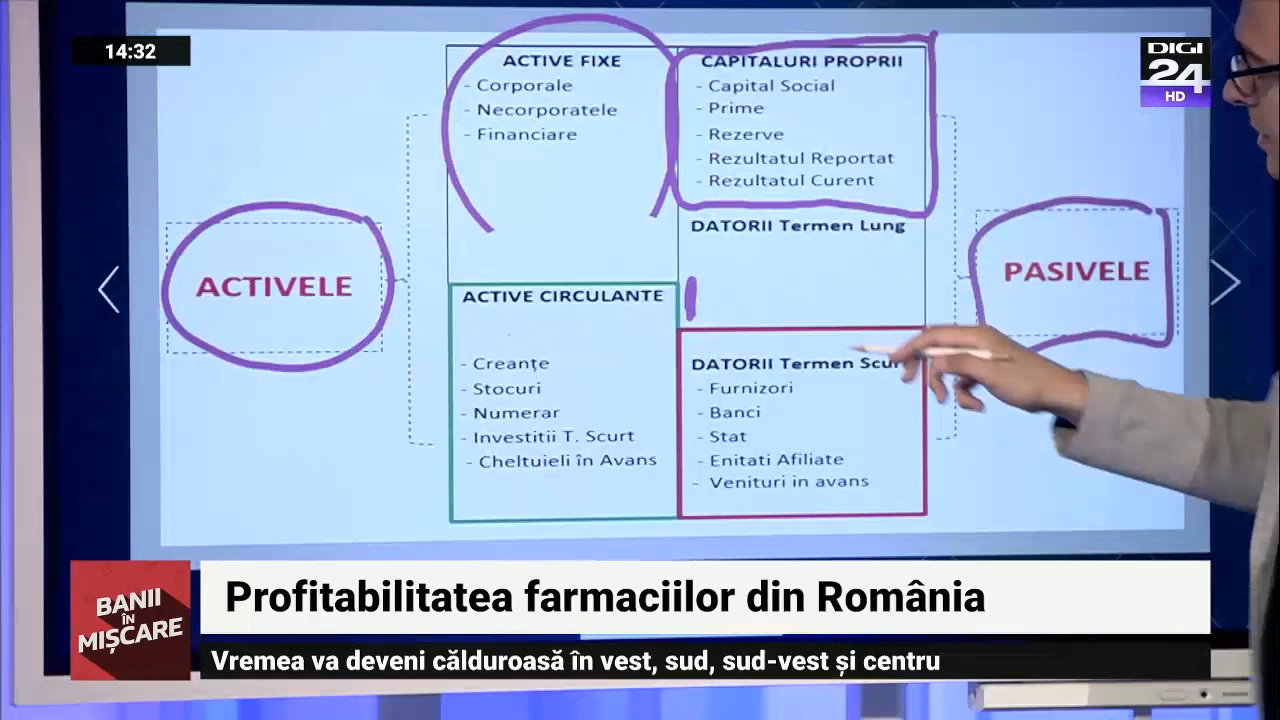 14:32
DIGI
24
HD
ACTIVELE
ACTIVE FIXE
- Corporale
- Necorporatele
- Financiare
ACTIVE CIRCULANTE
- Creanțe
- Stocuri
- Numerar
- Investitii T. Scurt
- Cheltuieli în Avans
CAPITALURI PROPRII
- Capital Social
- Prime
- Rezerve
- Rezultatul Reportat
- Rezultatul Curent
DATORII Termen Lung
DATORII Termen Scurt
- Furnizori
- Banci
- Stat
- Enitati Afiliate
- Venituri in avans
PASIVELE
BANII
ÎN
MIȘCARE
Profitabilitatea farmaciilor din România
Vremea va deveni călduroasă în vest, sud, sud-vest și centru